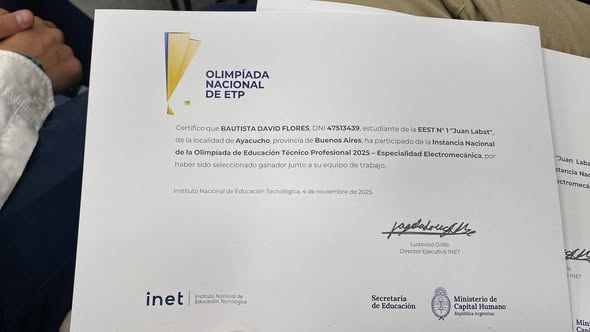 OLIMPÍADA
NACIONAL
DE ETP
Certifico que BAUTISTA DAVID FLORES, DNI 47513439, estudiante de la EEST N° 1 "Juan Labat",
de la localidad de Ayacucho, provincia de Buenos Aires, ha participado de la Instancia Nacional
de la Olimpiada de Educación Técnico Profesional 2025 – Especialidad Electromecánica, por
haber sido seleccionado ganador junto a su equipo de trabajo.
Instituto Nacional de Educación Tecnológica, 4 de noviembre de 2025.
Ludovico Grillo
Director Ejecutivo INET
inet
Instituto Nacional de
Educación Tecnológica
Secretaría
de Educación
Ministerio de
Capital Humano
República Argentina
"Juan Labat",